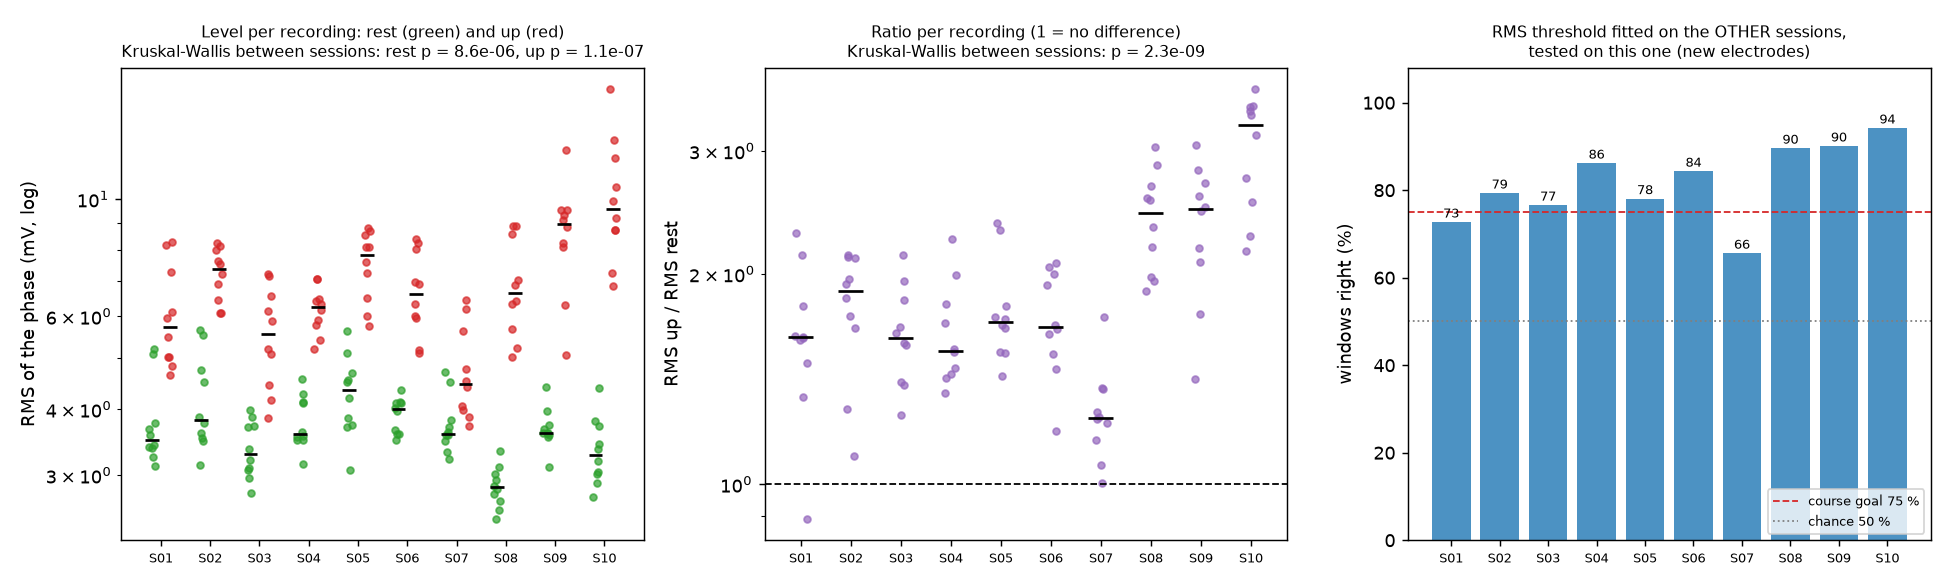 Level per recording: rest (green) and up (red)
Kruskal-Wallis between sessions: rest p = 8.6e-06, up p = 1.1e-07
RMS of the phase (mV, log)
10¹
6 × 10⁰
4 × 10⁰
3 × 10⁰
S01 S02 S03 S04 S05 S06 S07 S08 S09 S10
Ratio per recording (1 = no difference)
Kruskal-Wallis between sessions: p = 2.3e-09
RMS up / RMS rest
3 × 10⁰
2 × 10⁰
10⁰
S01 S02 S03 S04 S05 S06 S07 S08 S09 S10
RMS threshold fitted on the OTHER sessions,
tested on this one (new electrodes)
windows right (%)
100
80
60
40
20
0
73 79 77 86 78 84 66 90 90 94
course goal 75 %
chance 50 %
S01 S02 S03 S04 S05 S06 S07 S08 S09 S10